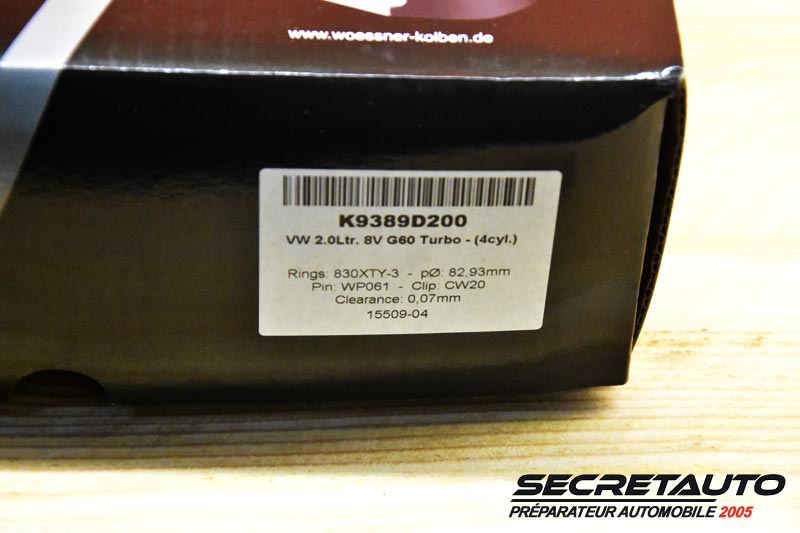 www.woessner-kolben.de
K9389D200
VW 2.0Ltr. 8V G60 Turbo - (4cyl.)
Rings: 830XTY-3 - pØ: 82,93mm
Pin: WP061 - Clip: CW20
Clearance: 0,07mm
15509-04
SECRETAUTO
PRÉPARATEUR AUTOMOBILE 2005